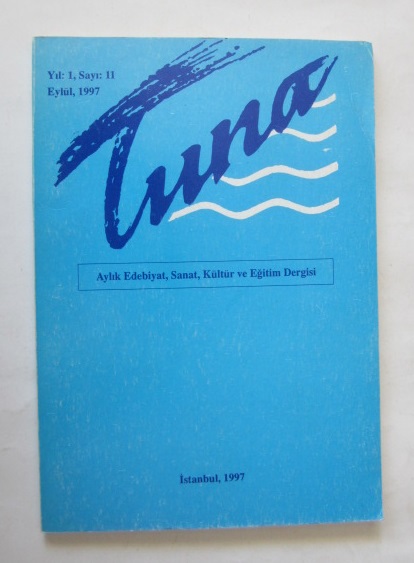 Yıl: 1, Sayı: 11
Eylül, 1997
Tuna
Aylık Edebiyat, Sanat, Kültür ve Eğitim Dergisi
İstanbul, 1997